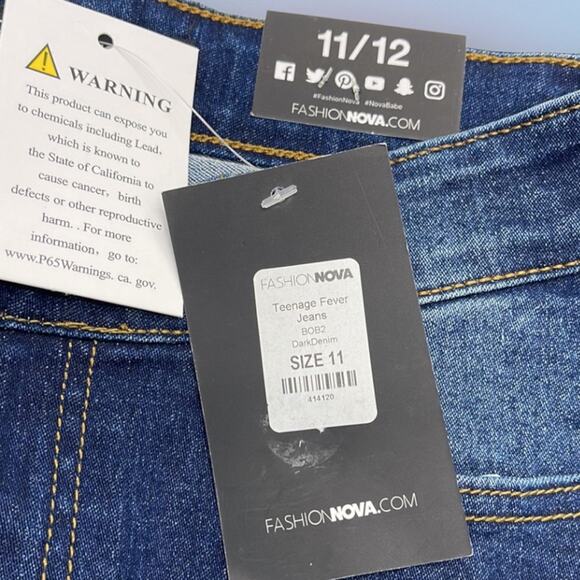 WARNING
This product can expose you
to chemicals including Lead,
which is known to
the State of California to
cause cancer, birth
defects or other reproductive
harm. . For more
information, go to:
www.P65Warnings. ca. gov.
11/12
#FashionNova #NovaBabe
FASHIONNOVA.COM
FASHIONNOVA
Teenage Fever
Jeans
BOB2
DarkDenim
SIZE 11
414120
FASHIONNOVA.COM